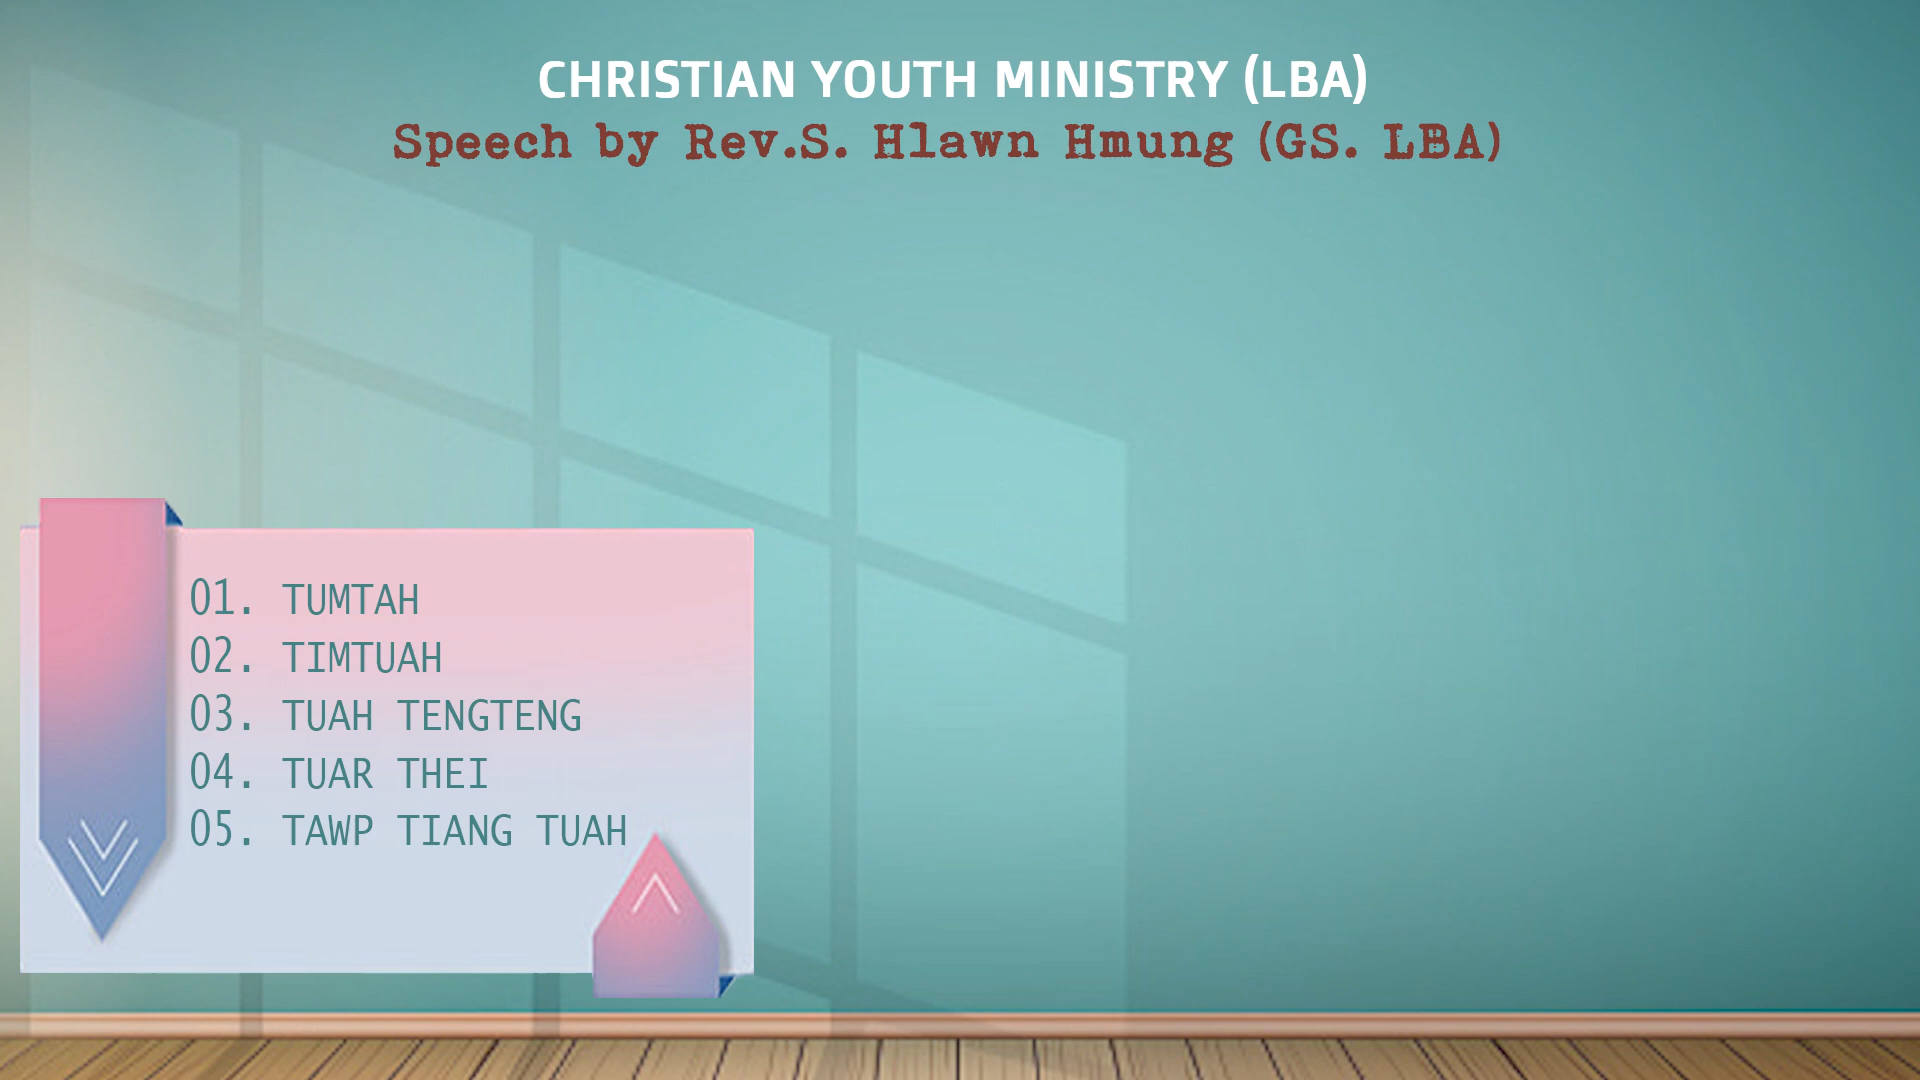 CHRISTIAN YOUTH MINISTRY (LBA)
Speech by Rev.S. Hlawn Hmung (GS. LBA)
01. TUMTAH
02. TIMTUAH
03. TUAH TENGTENG
04. TUAR THEI
05. TAWP TIANG TUAH